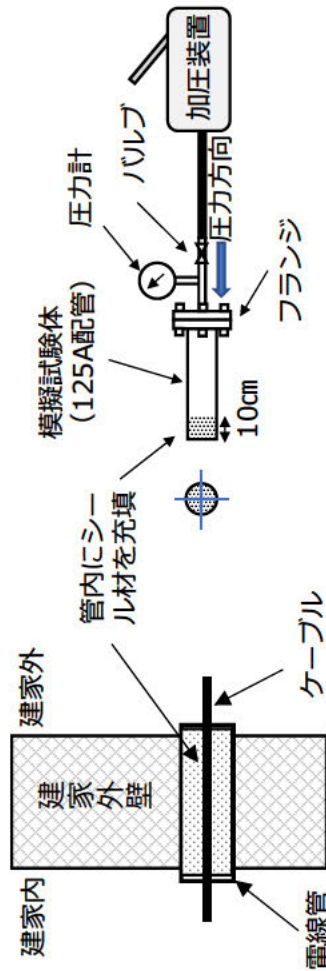 建家内
建家外
建
家
外
壁
電線管
ケーブル
管内にシー
ル材を充填
模擬試験体
(125A配管)
圧力計
バルブ
加圧装置
圧力方向
フランジ
10㎝